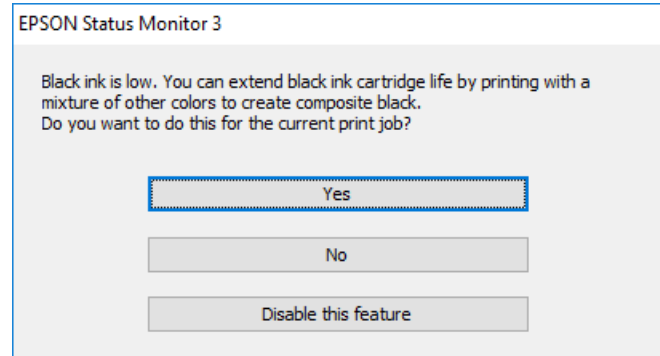 EPSON Status Monitor 3
Black ink is low. You can extend black ink cartridge life by printing with a
mixture of other colors to create composite black.
Do you want to do this for the current print job?
Yes
No
Disable this feature